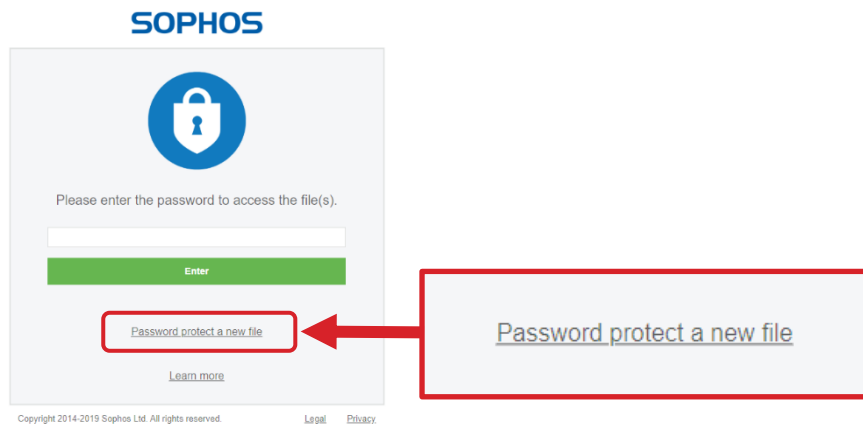 SOPHOS
Please enter the password to access the file(s).
Enter
Password protect a new file
Password protect a new file
Learn more
Copyright 2014-2019 Sophos Ltd. All rights reserved. Legal Privacy